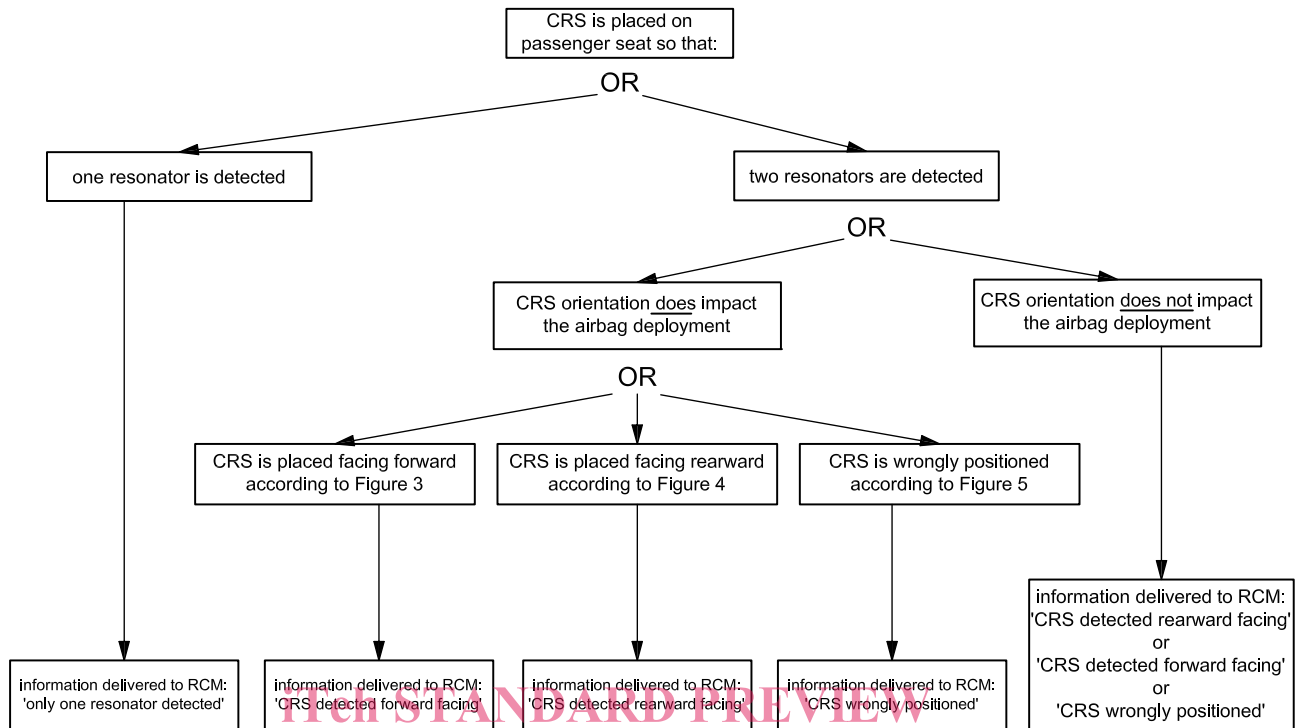 CRS is placed on
passenger seat so that:
OR
one resonator is detected
two resonators are detected
OR
CRS orientation does impact
the airbag deployment
CRS orientation does not impact
the airbag deployment
OR
CRS is placed facing forward
according to Figure 3
CRS is placed facing rearward
according to Figure 4
CRS is wrongly positioned
according to Figure 5
information delivered to RCM:
'only one resonator detected'
information delivered to RCM:
'CRS detected forward facing'
information delivered to RCM:
'CRS detected rearward facing'
information delivered to RCM:
'CRS wrongly positioned'
information delivered to RCM:
'CRS detected rearward facing'
or
'CRS detected forward facing'
or
'CRS wrongly positioned'
iTeh STANDARD PREVIEW